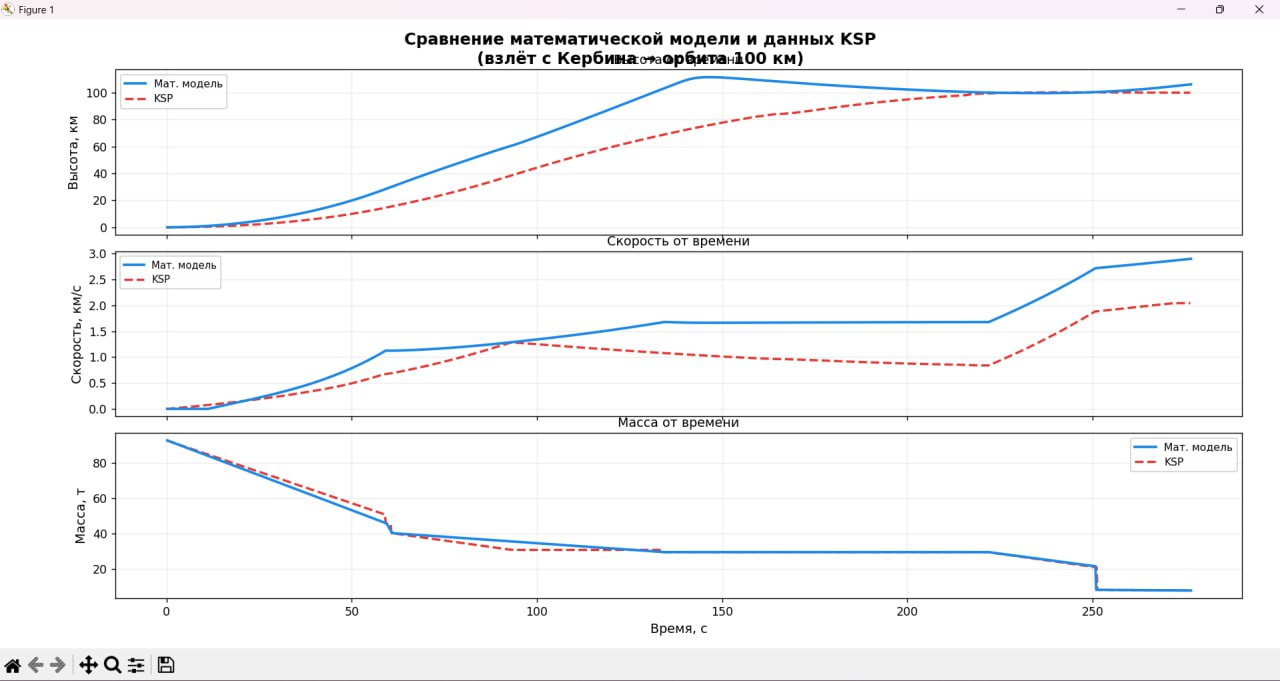 Figure 1
Сравнение математической модели и данных KSP
(взлёт с Кербина → орбита 100 км)
Высота от времени
Мат. модель
KSP
Высота, км
100
80
60
40
20
0
Скорость от времени
Мат. модель
KSP
Скорость, км/с
3.0
2.5
2.0
1.5
1.0
0.5
0.0
Масса от времени
Мат. модель
KSP
Масса, т
80
60
40
20
0 50 100 150 200 250
Время, с